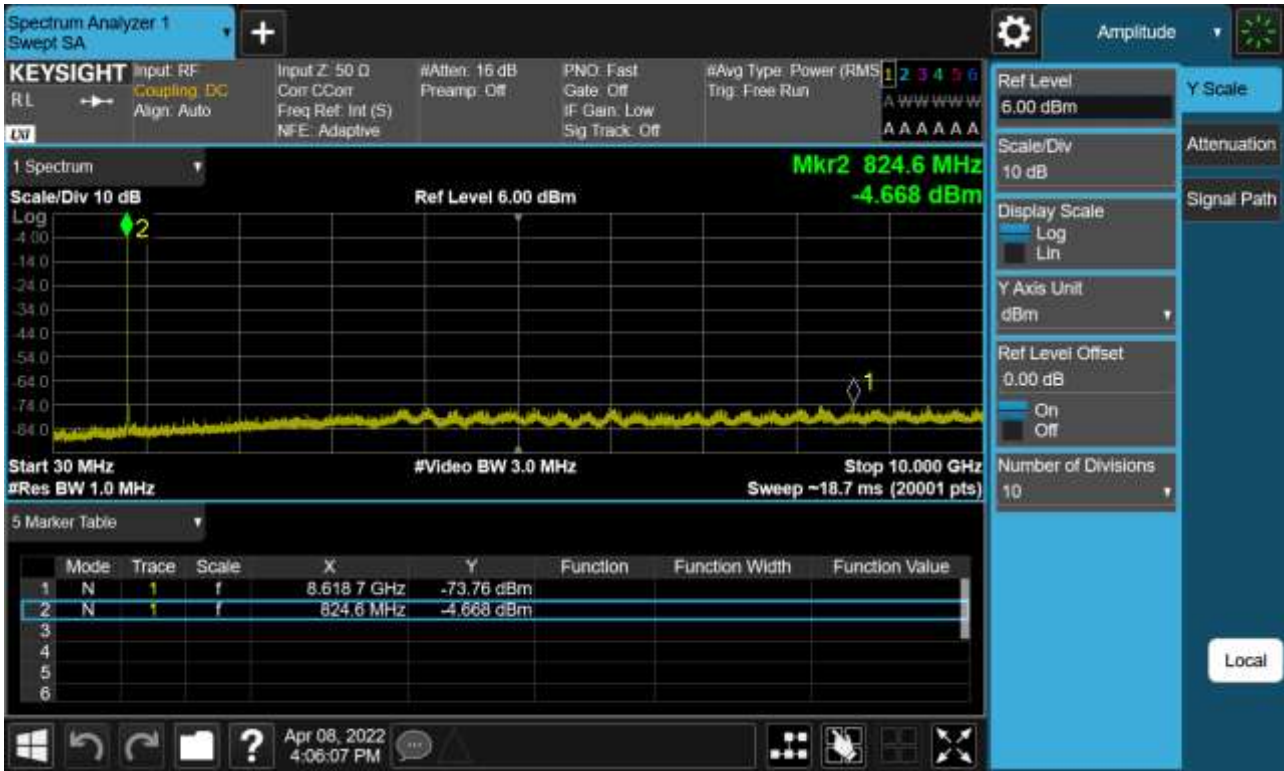 Spectrum Analyzer 1
Swept SA
+
Amplitude
KEYSIGHT
RL
LXI
Input: RF
Coupling: DC
Align: Auto
Input Z: 50 Ω
Corr CCorr
Freq Ref: Int (S)
NFE: Adaptive
#Atten: 16 dB
Preamp: Off
PNO: Fast
Gate: Off
IF Gain: Low
Sig Track: Off
#Avg Type: Power (RMS
Trig: Free Run
1 2 3 4 5 6
A W W W W W
A A A A A A
1 Spectrum
Mkr2 824.6 MHz
-4.668 dBm
Scale/Div 10 dB
Ref Level 6.00 dBm
Log
-4.00
-14.0
-24.0
-34.0
-44.0
-54.0
-64.0
-74.0
-84.0
2
1
Start 30 MHz
#Video BW 3.0 MHz
Stop 10.000 GHz
#Res BW 1.0 MHz
Sweep ~18.7 ms (20001 pts)
5 Marker Table
Mode Trace Scale X Y Function Function Width Function Value
1 N 1 f 8.618 7 GHz -73.76 dBm
2 N 1 f 824.6 MHz -4.668 dBm
3
4
5
6
Ref Level
6.00 dBm
Scale/Div
10 dB
Display Scale
Log
Lin
Y Axis Unit
dBm
Ref Level Offset
0.00 dB
On
Off
Number of Divisions
10
Y Scale
Attenuation
Signal Path
Local
?
Apr 08, 2022
4:06:07 PM